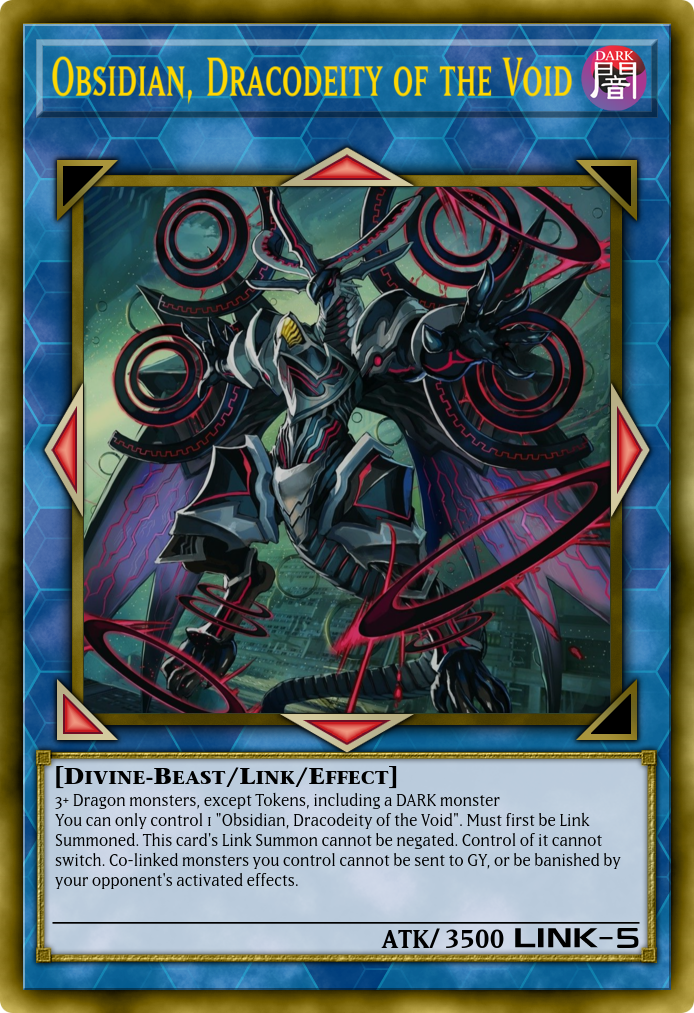 Obsidian, Dracodeity of the Void
DARK
闇
[Divine-Beast/Link/Effect]
3+ Dragon monsters, except Tokens, including a DARK monster
You can only control 1 "Obsidian, Dracodeity of the Void". Must first be Link
Summoned. This card's Link Summon cannot be negated. Control of it cannot
switch. Co-linked monsters you control cannot be sent to GY, or be banished by
your opponent's activated effects.
ATK/ 3500 LINK-5